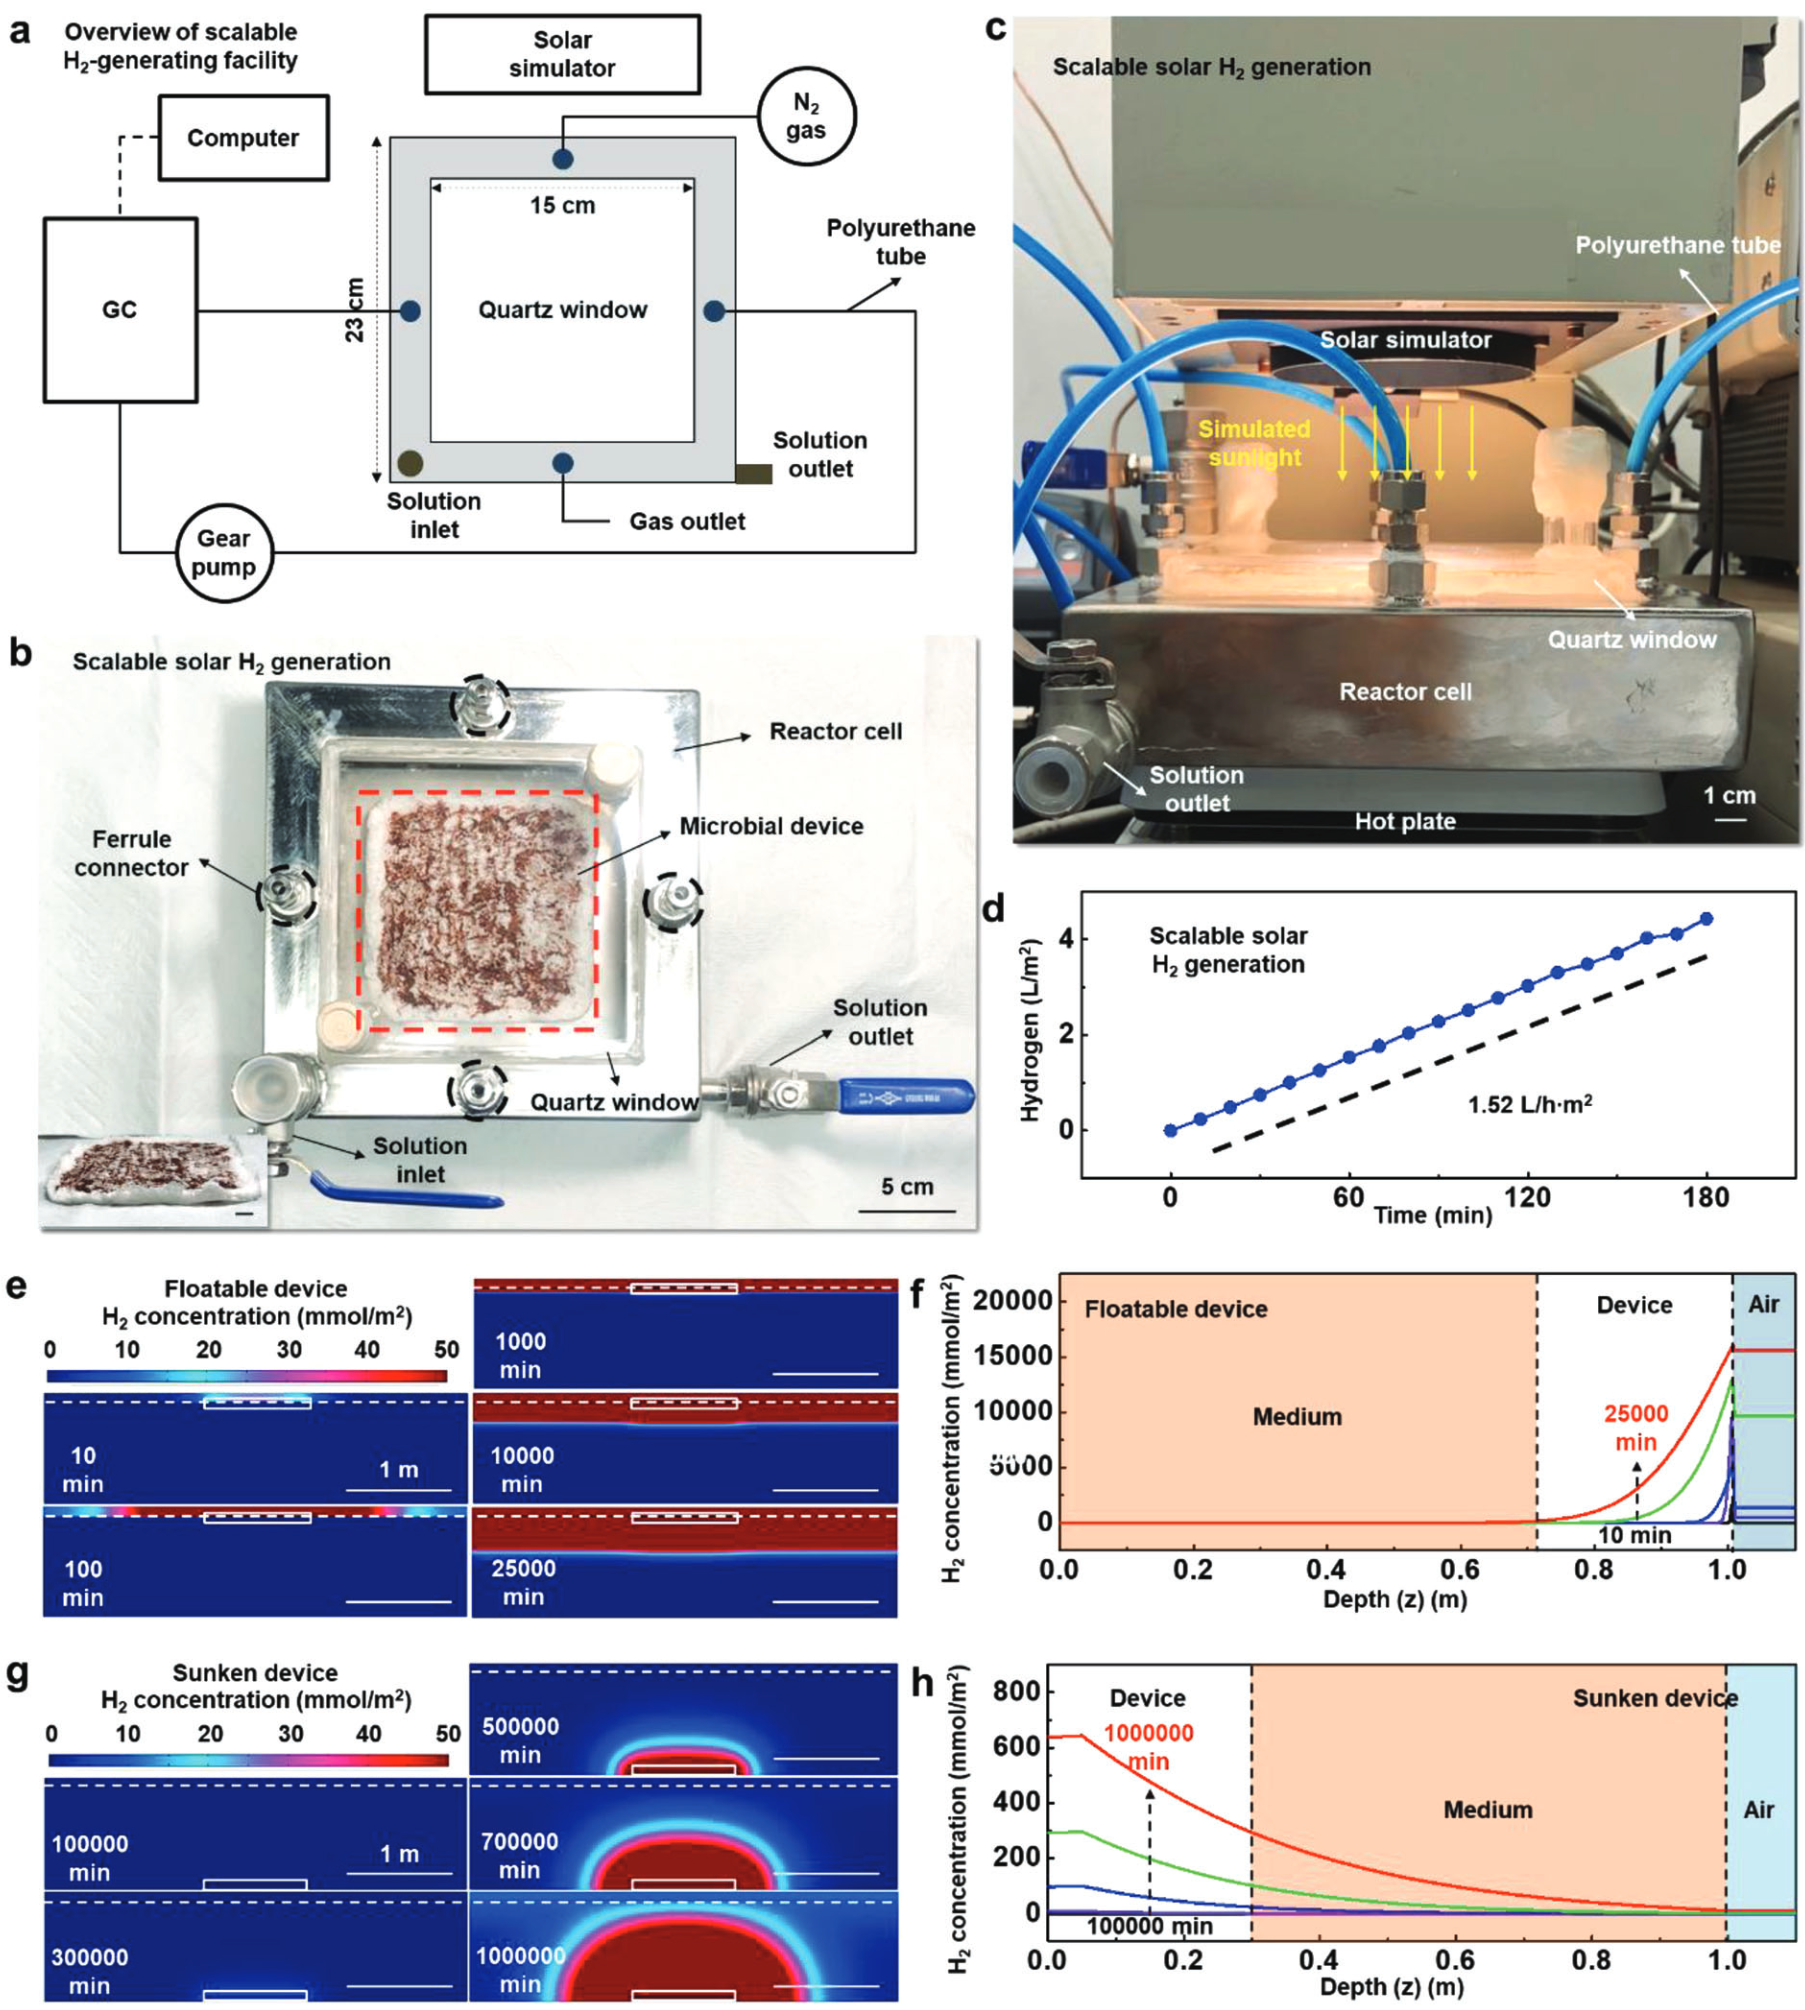 a
Overview of scalable
H₂-generating facility
Solar
simulator
N₂
gas
Computer
15 cm
23 cm
GC
Quartz window
Polyurethane
tube
Solution
outlet
Solution
inlet
Gas outlet
Gear
pump
b
Scalable solar H₂ generation
Reactor cell
Ferrule
connector
Microbial device
Solution
outlet
Quartz window
Solution
inlet
5 cm
c
Scalable solar H₂ generation
Polyurethane tube
Solar simulator
Simulated
sunlight
Quartz window
Reactor cell
Solution
outlet
1 cm
Hot plate
d
Scalable solar
H₂ generation
Hydrogen (L/m²)
4
2
0
1.52 L/h·m²
0 60 120 180
Time (min)
e
Floatable device
H₂ concentration (mmol/m²)
0 10 20 30 40 50
10
min
1 m
100
min
1000
min
10000
min
25000
min
f
H₂ concentration (mmol/m²)
20000
15000
10000
5000
0
Floatable device
Device
Air
Medium
25000
min
10 min
0.0 0.2 0.4 0.6 0.8 1.0
Depth (z) (m)
g
Sunken device
H₂ concentration (mmol/m²)
0 10 20 30 40 50
100000
min
1 m
300000
min
500000
min
700000
min
1000000
min
h
H₂ concentration (mmol/m²)
800
600
400
200
0
Device
Sunken device
1000000
min
Medium
Air
100000 min
0.0 0.2 0.4 0.6 0.8 1.0
Depth (z) (m)